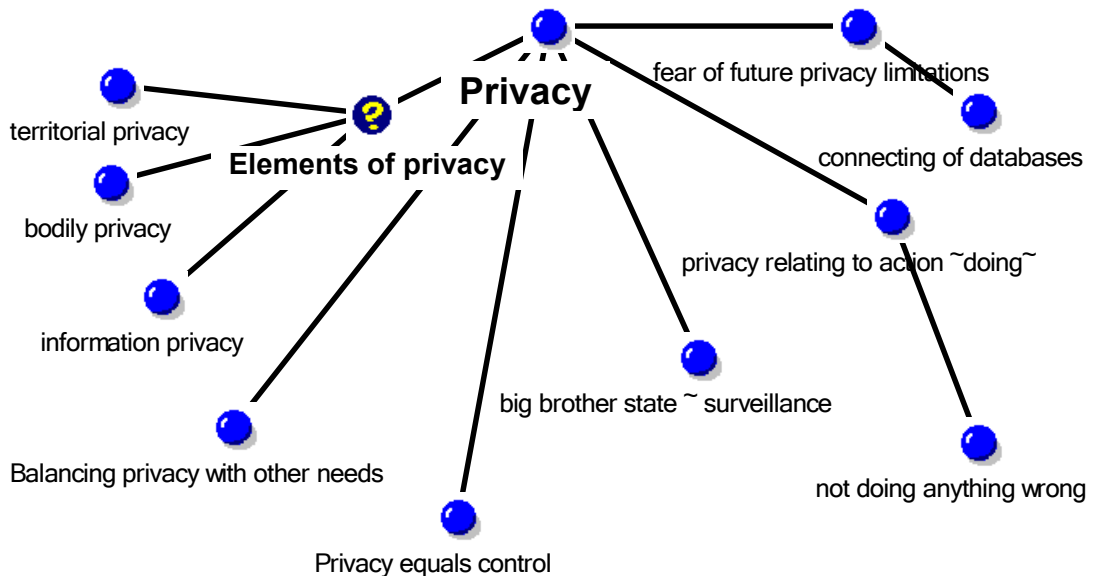 fear of future privacy limitations
Privacy
?
territorial privacy
connecting of databases
Elements of privacy
bodily privacy
privacy relating to action ~doing~
information privacy
big brother state ~ surveillance
Balancing privacy with other needs
not doing anything wrong
Privacy equals control